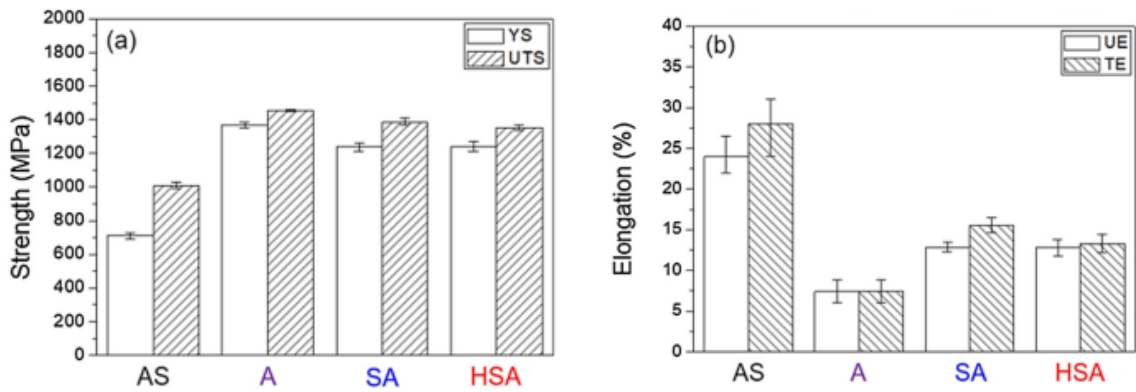 (a)
YS
UTS
Strength (MPa)
2000
1800
1600
1400
1200
1000
800
600
400
200
0
AS A SA HSA
(b)
UE
TE
Elongation (%)
40
35
30
25
20
15
10
5
0
AS A SA HSA